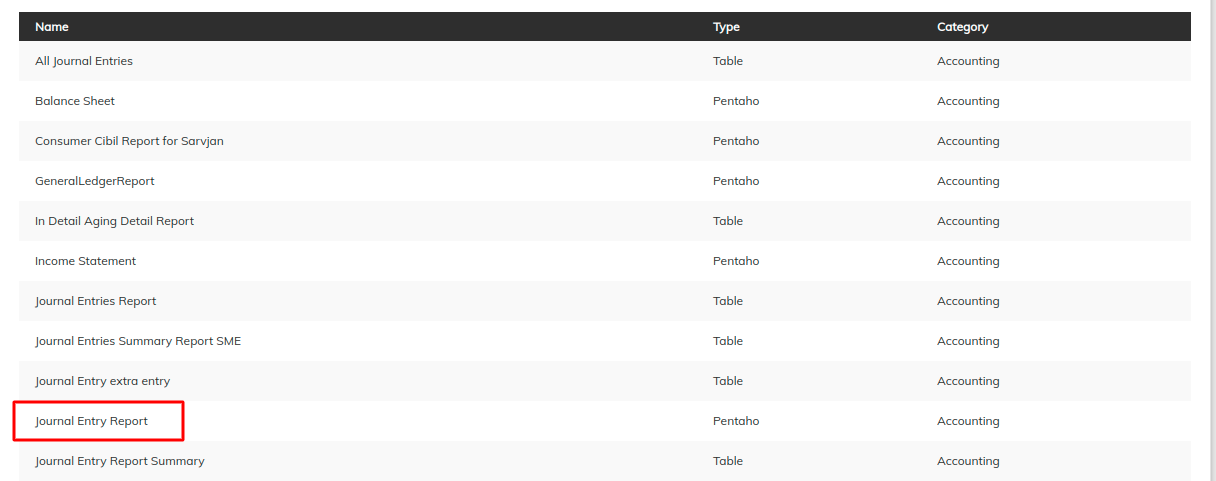 Name Type Category
All Journal Entries Table Accounting
Balance Sheet Pentaho Accounting
Consumer Cibil Report for Sarvjan Pentaho Accounting
GeneralLedgerReport Pentaho Accounting
In Detail Aging Detail Report Table Accounting
Income Statement Pentaho Accounting
Journal Entries Report Table Accounting
Journal Entries Summary Report SME Table Accounting
Journal Entry extra entry Table Accounting
Journal Entry Report Pentaho Accounting
Journal Entry Report Summary Table Accounting